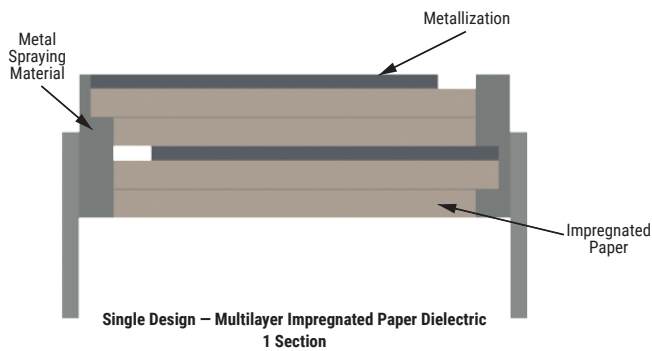 Metallization
Metal
Spraying
Material
Impregnated
Paper
Single Design — Multilayer Impregnated Paper Dielectric
1 Section